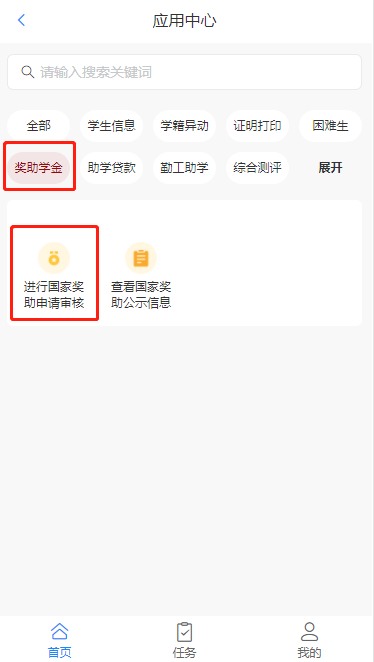 应用中心
请输入搜索关键词
全部 学生信息 学籍异动 证明打印 困难生
奖助学金 助学贷款 勤工助学 综合测评 展开
进行国家奖
助申请审核
查看国家奖
助公示信息
首页 任务 我的